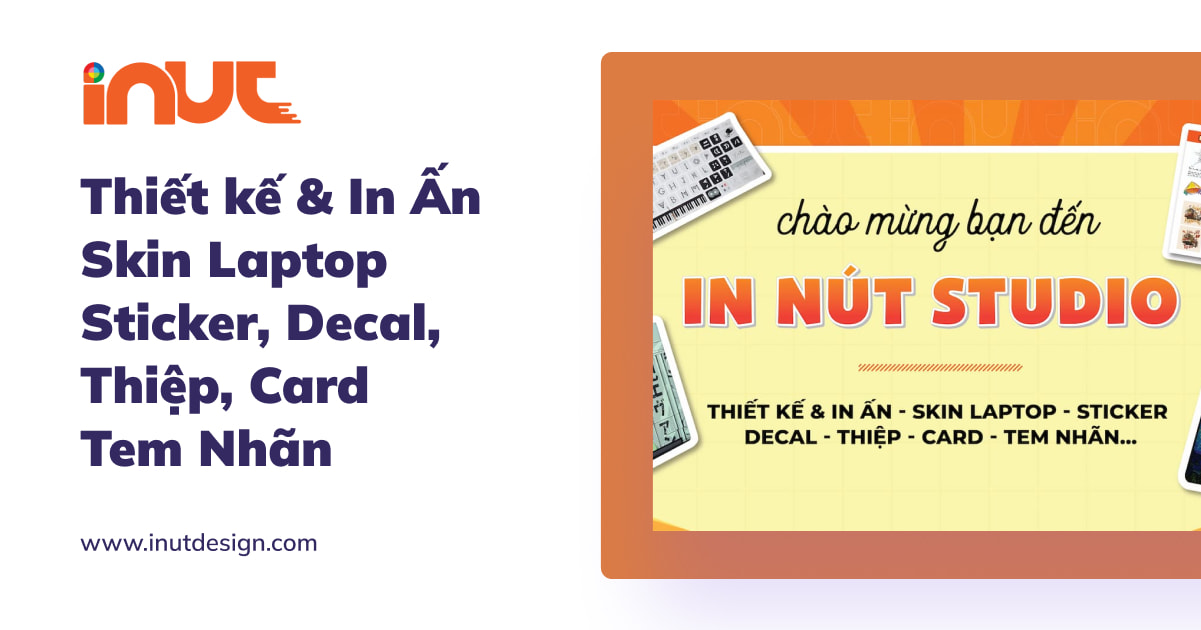 inut
Thiết kế & In Ấn
Skin Laptop
Sticker, Decal,
Thiệp, Card
Tem Nhãn
www.inutdesign.com
chào mừng bạn đến
IN NÚT STUDIO
THIẾT KẾ & IN ẤN - SKIN LAPTOP - STICKER
DECAL - THIỆP - CARD - TEM NHÃN...